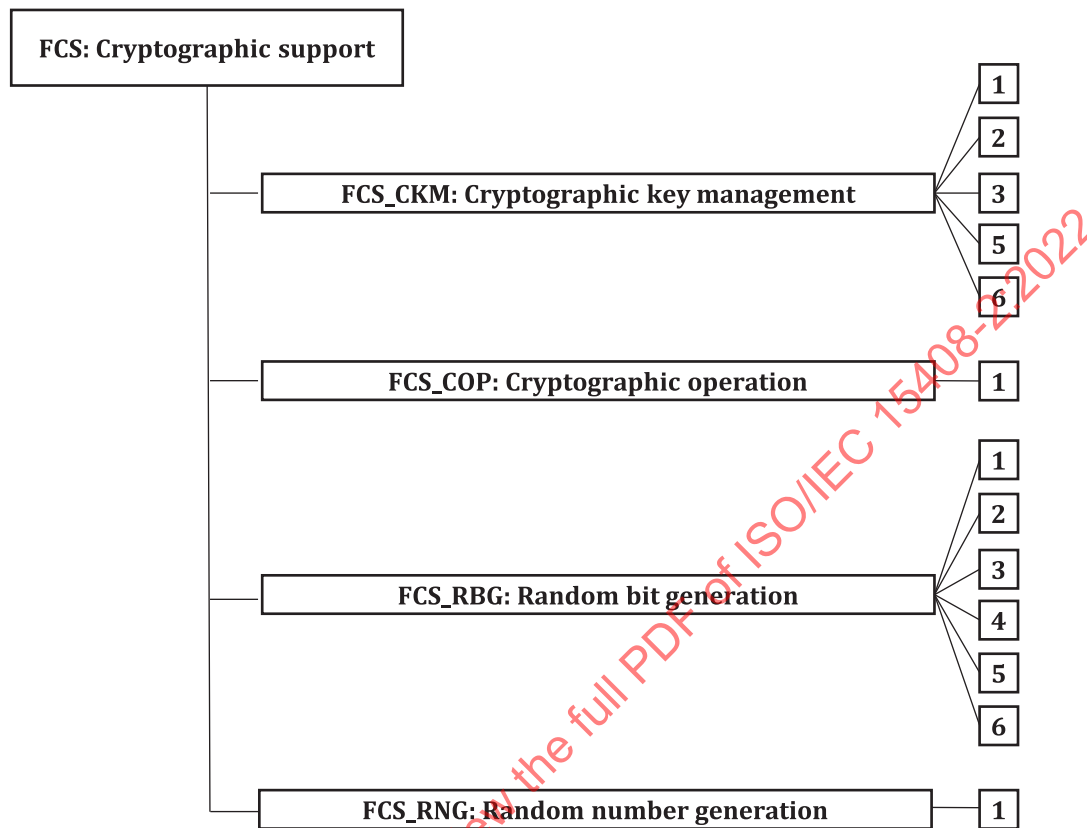 FCS: Cryptographic support
FCS_CKM: Cryptographic key management
1
2
3
5
6
FCS_COP: Cryptographic operation
1
FCS_RBG: Random bit generation
1
2
3
4
5
6
FCS_RNG: Random number generation
1
ew the full PDF of ISO/IEC 15408-2:2022